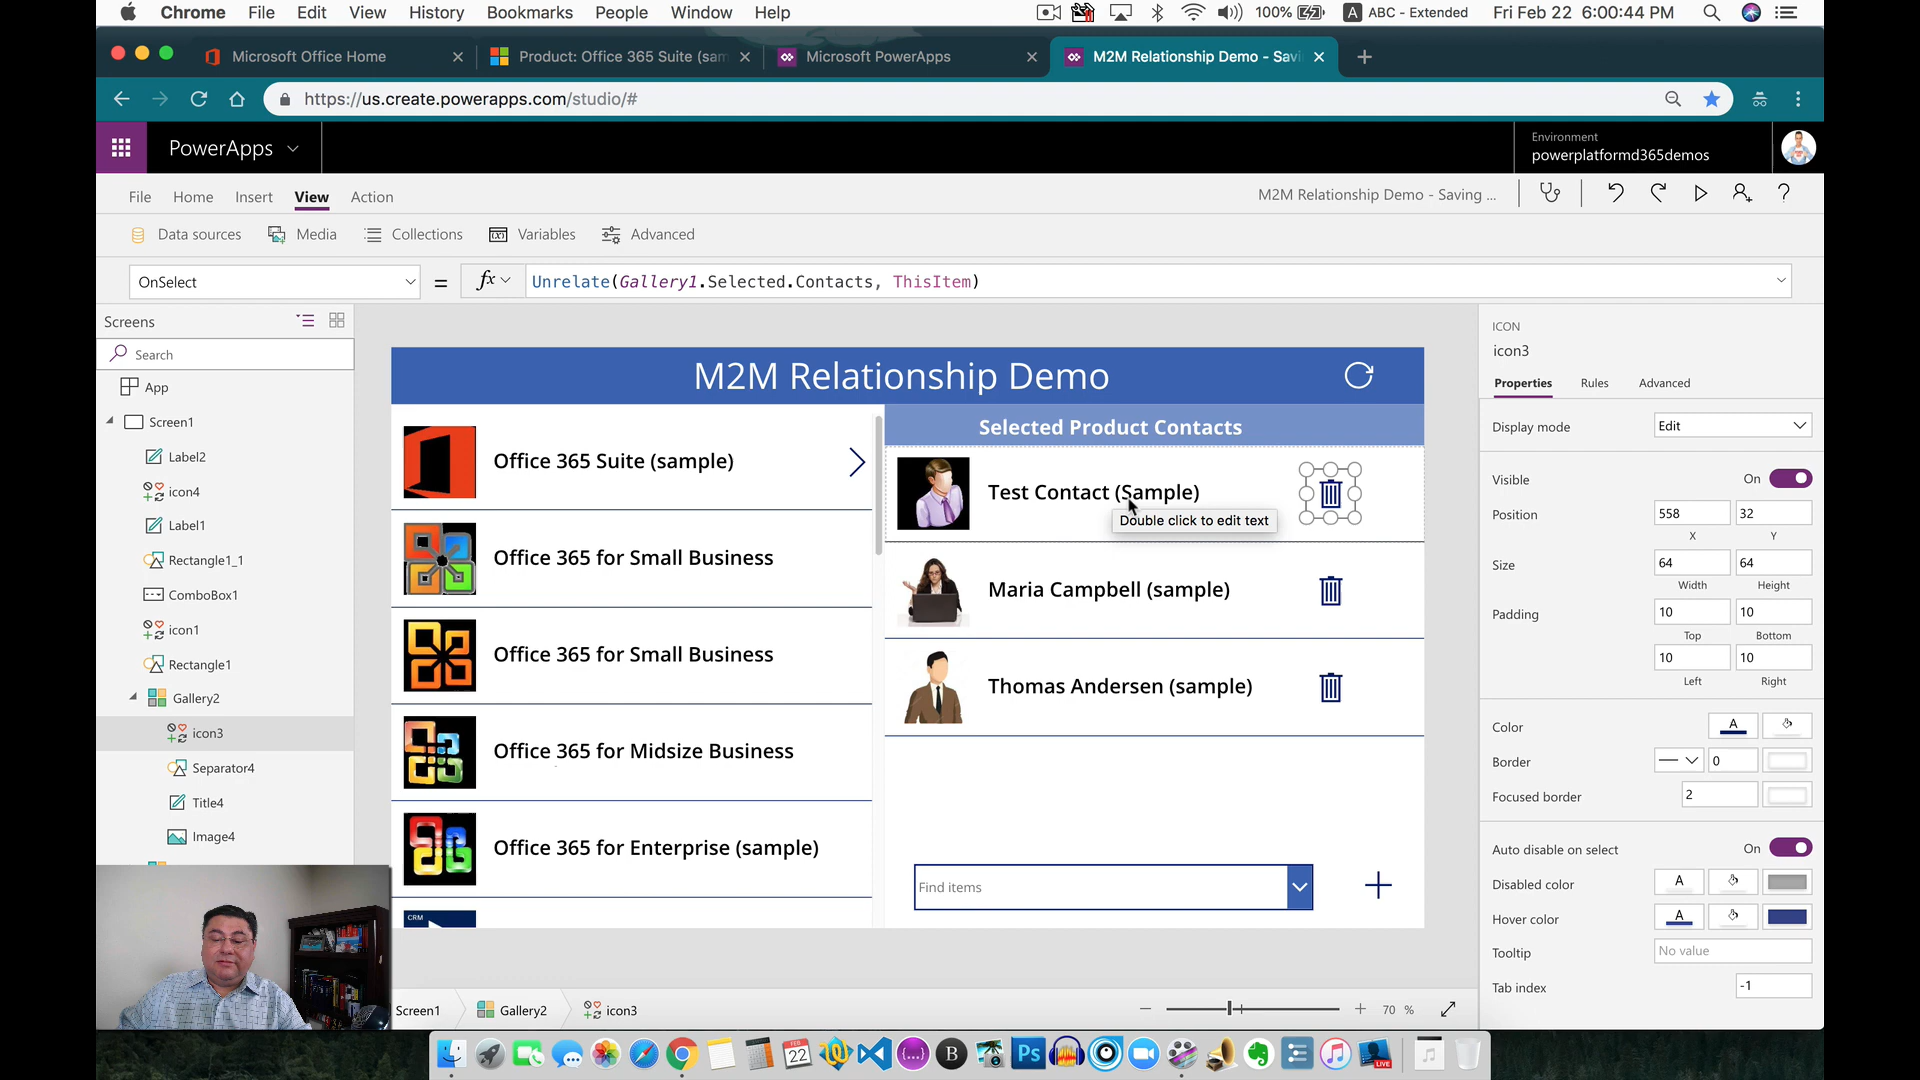 Chrome File Edit View History Bookmarks People Window Help 100% A ABC - Extended Fri Feb 22 6:00:44 PM
Microsoft Office Home Product: Office 365 Suite (sam Microsoft PowerApps M2M Relationship Demo - Savi
https://us.create.powerapps.com/studio/#
PowerApps
Environment
powerplatformd365demos
File Home Insert View Action M2M Relationship Demo - Saving ... ?
Data sources Media Collections Variables Advanced
OnSelect = fx Unrelate(Gallery1.Selected.Contacts, ThisItem)
Screens
Search
App
Screen1
Label2
icon4
Label1
Rectangle1_1
ComboBox1
icon1
Rectangle1
Gallery2
icon3
Separator4
Title4
Image4
M2M Relationship Demo
Office 365 Suite (sample)
Office 365 for Small Business
Office 365 for Small Business
Office 365 for Midsize Business
Office 365 for Enterprise (sample)
CRM
Selected Product Contacts
Test Contact (Sample)
Double click to edit text
Maria Campbell (sample)
Thomas Andersen (sample)
Find items
ICON
icon3
Properties Rules Advanced
Display mode Edit
Visible On
Position 558 32
X Y
Size 64 64
Width Height
Padding 10 10
Top Bottom
10 10
Left Right
Color A
Border 0
Focused border 2
Auto disable on select On
Disabled color A
Hover color A
Tooltip No value
Tab index -1
Screen1 Gallery2 icon3 70 %
FEB
22
B
Ps
LIVE